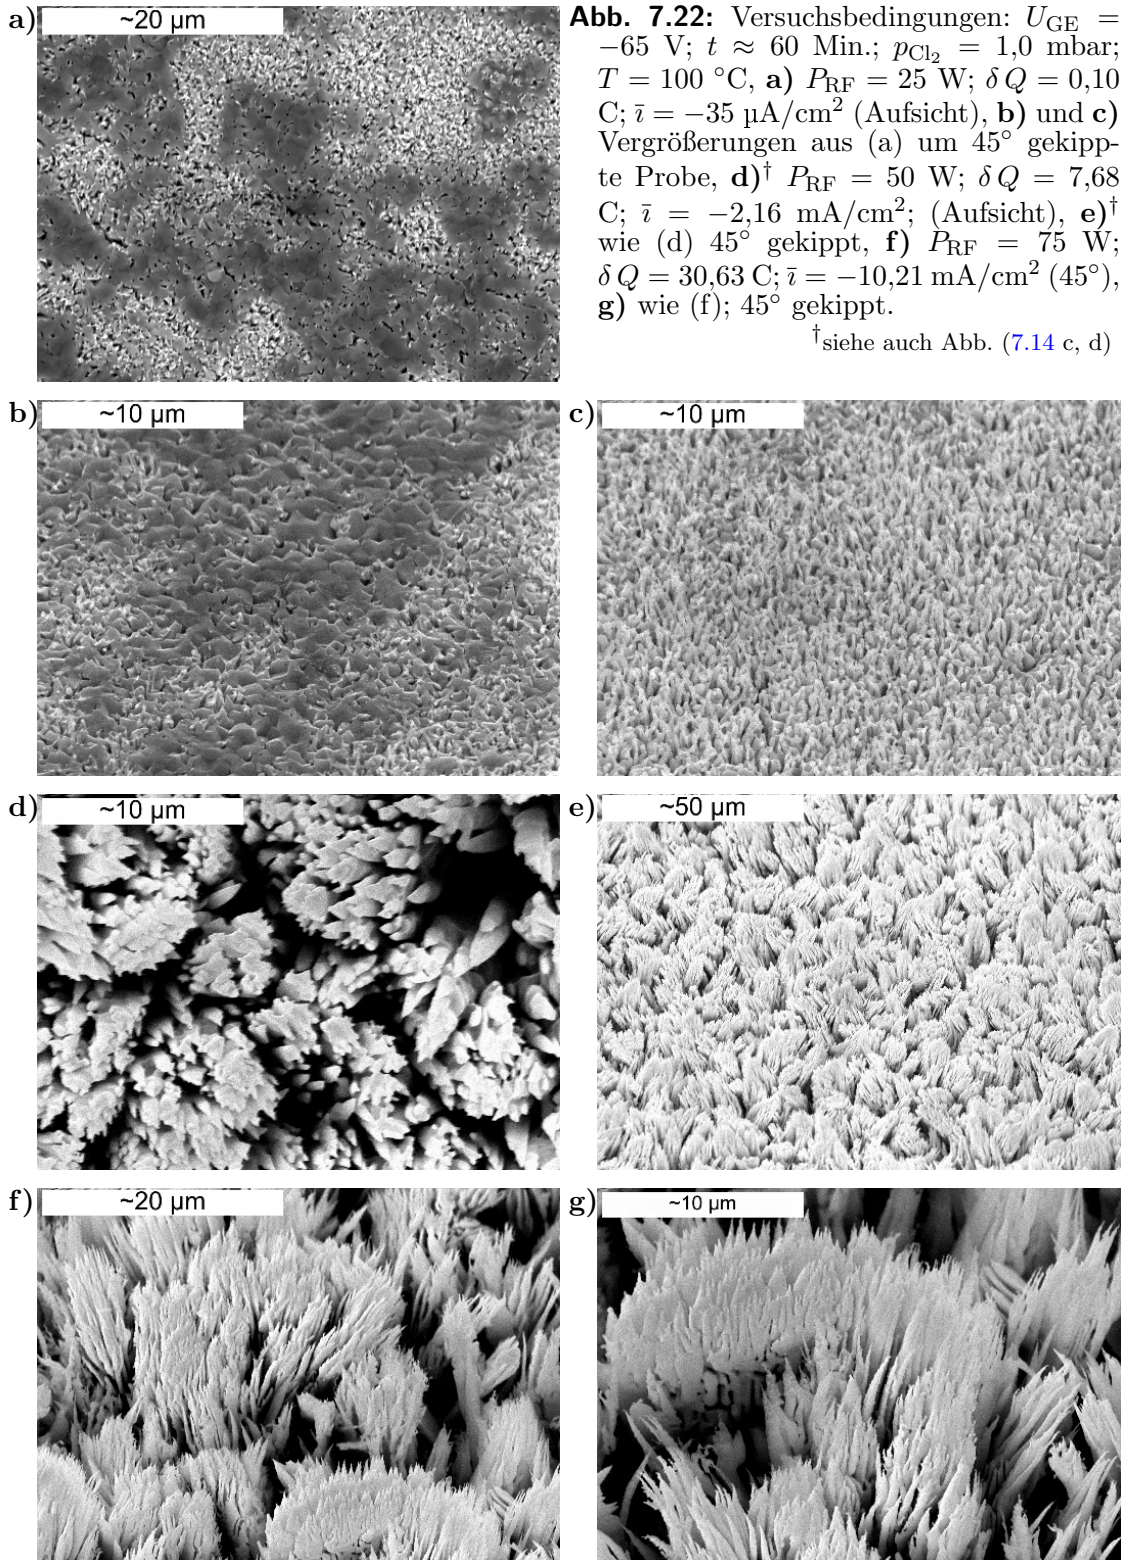 a)
~20 µm
Abb. 7.22: Versuchsbedingungen: U_GE =
−65 V; t ≈ 60 Min.; p_Cl₂ = 1,0 mbar;
T = 100 °C, a) P_RF = 25 W; δ Q = 0,10
C; ī = −35 µA/cm² (Aufsicht), b) und c)
Vergrößerungen aus (a) um 45° gekipp-
te Probe, d)† P_RF = 50 W; δ Q = 7,68
C; ī = −2,16 mA/cm²; (Aufsicht), e)†
wie (d) 45° gekippt, f) P_RF = 75 W;
δ Q = 30,63 C; ī = −10,21 mA/cm² (45°),
g) wie (f); 45° gekippt.
†siehe auch Abb. (7.14 c, d)
b)
~10 µm
c)
~10 µm
d)
~10 µm
e)
~50 µm
f)
~20 µm
g)
~10 µm